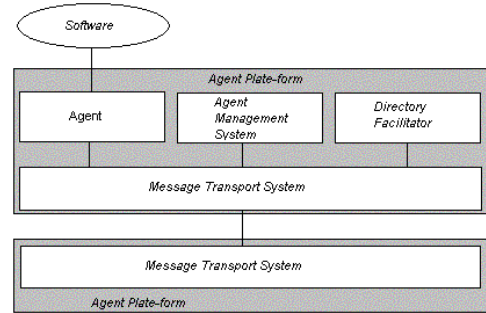 Software
Agent Plate-form
Agent
Agent
Management
System
Directory
Facilitator
Message Transport System
Message Transport System
Agent Plate-form